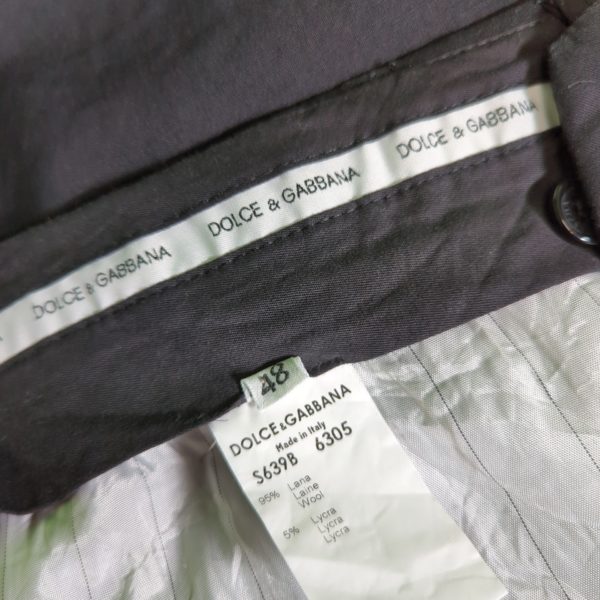 DOLCE & GABBANA
DOLCE & GABBANA
DOLCE & GABBANA
48
DOLCE&GABBANA
Made in Italy
S639B 6305
95% Lana
Laine
Wool
5% Lycra
Lycra
Lycra